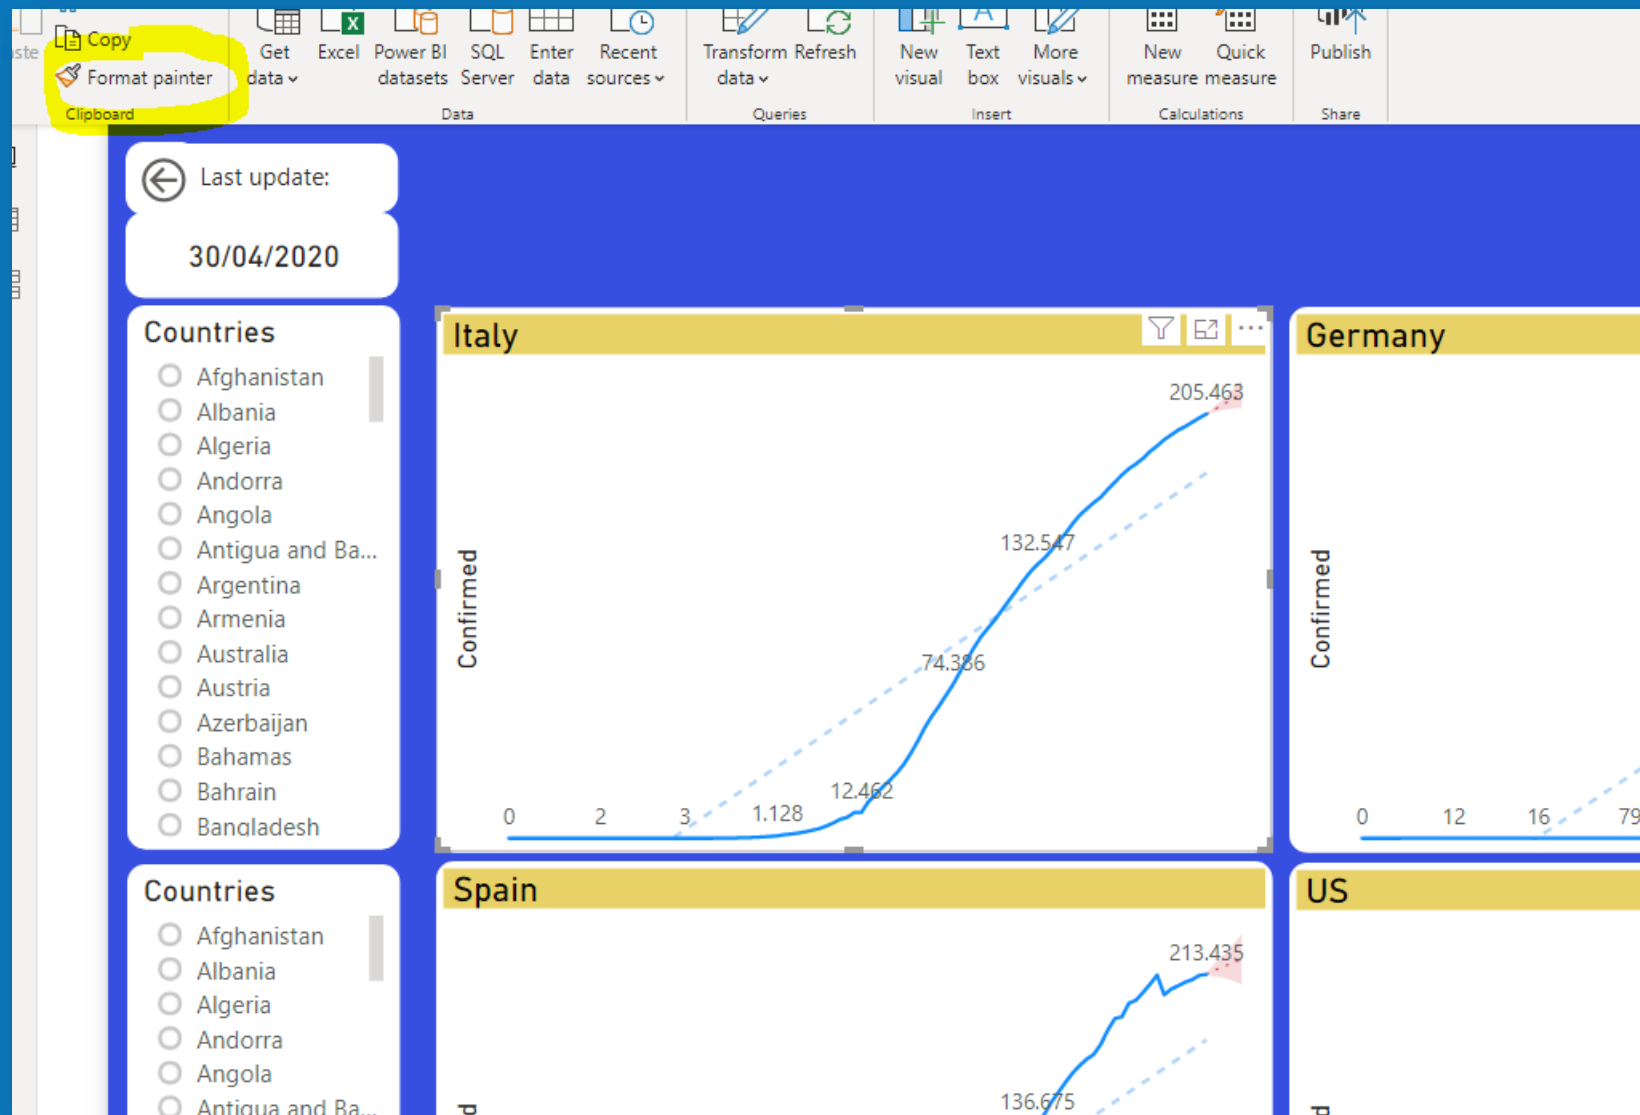 Copy
Format painter
Clipboard
Get data
Excel
Power BI datasets
SQL Server
Enter data
Recent sources
Data
Transform data
Refresh
Queries
New visual
Text box
More visuals
Insert
New measure
Quick measure
Calculations
Publish
Share
Last update:
30/04/2020
Countries
Afghanistan
Albania
Algeria
Andorra
Angola
Antigua and Ba...
Argentina
Armenia
Australia
Austria
Azerbaijan
Bahamas
Bahrain
Bangladesh
Italy
Confirmed
205.463
132.547
74.386
12.462
1.128
0 2 3
Germany
Confirmed
0 12 16 79
Countries
Afghanistan
Albania
Algeria
Andorra
Angola
Antigua and Ba...
Spain
213.435
136.675
US